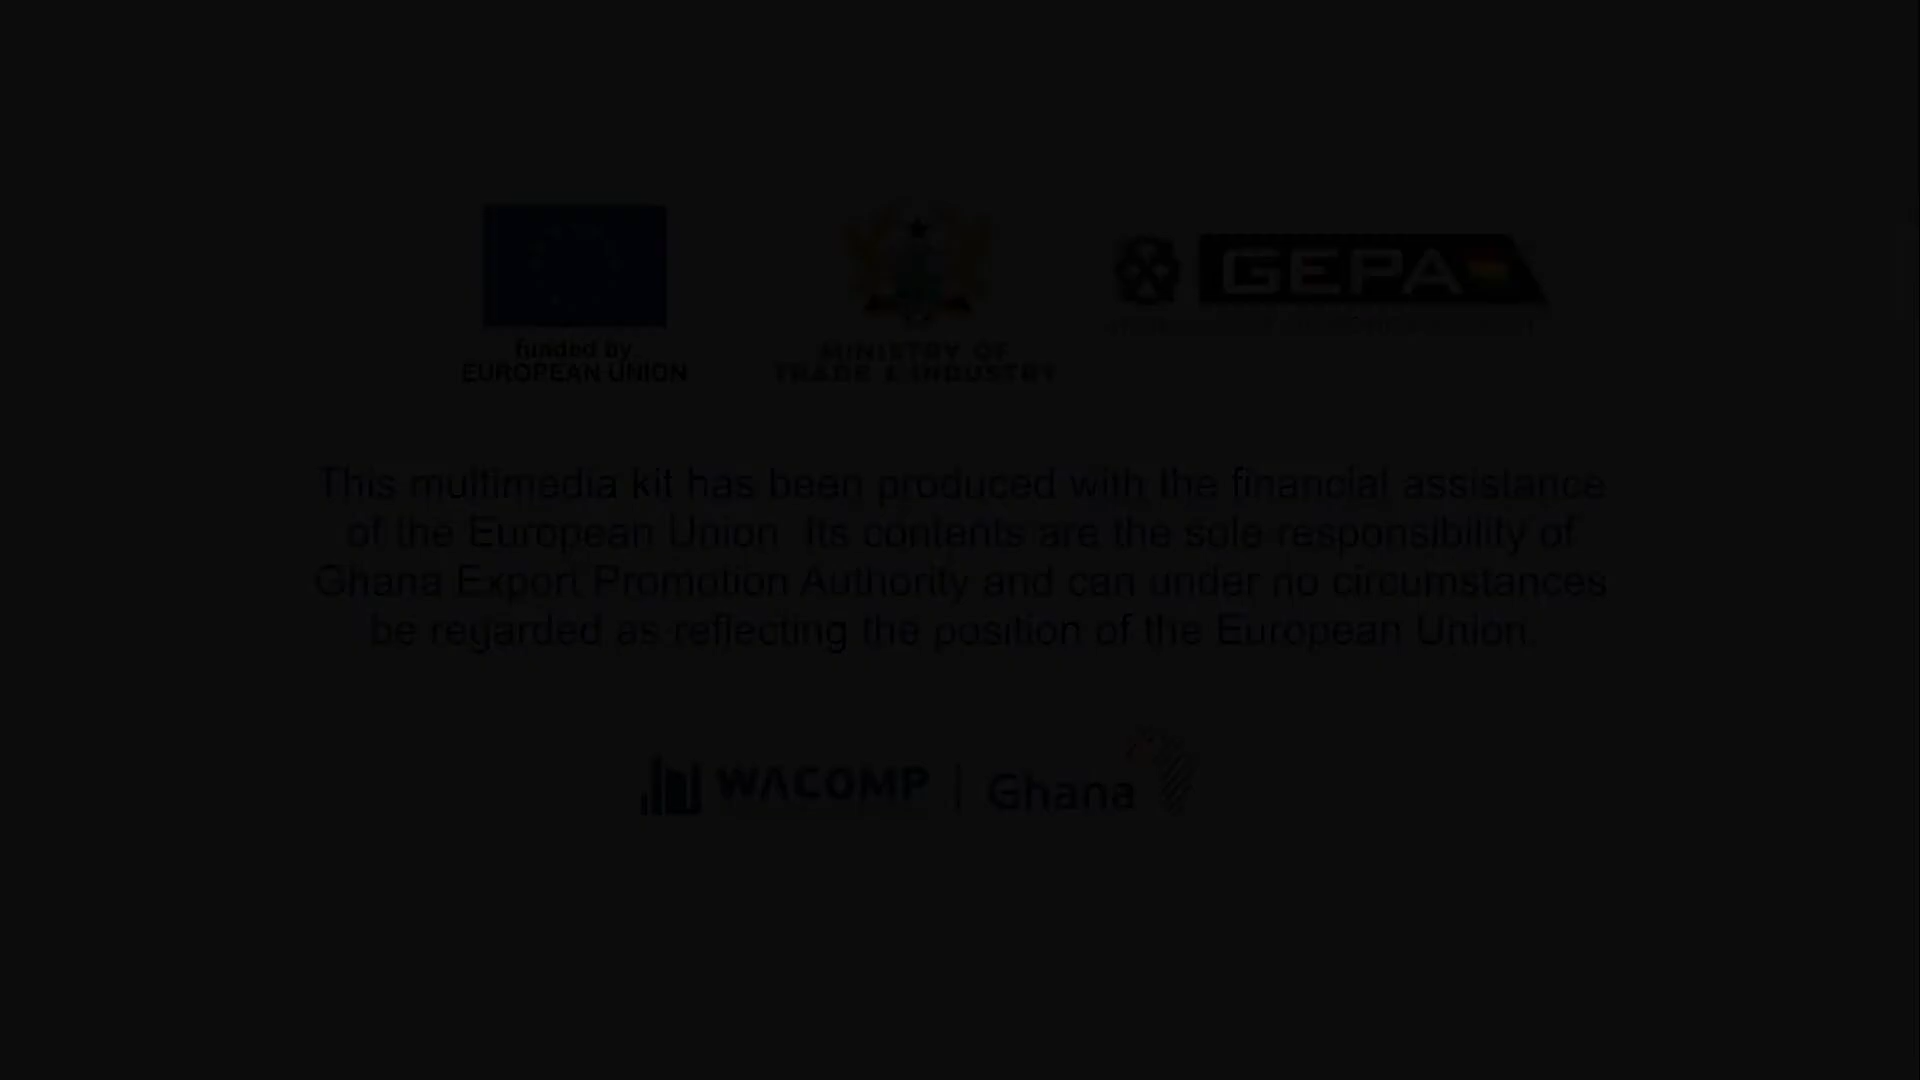 funded by
EUROPEAN UNION
MINISTRY OF
TRADE & INDUSTRY
GEPA
This multimedia kit has been produced with the financial assistance
of the European Union. Its contents are the sole responsibility of
Ghana Export Promotion Authority and can under no circumstances
be regarded as reflecting the position of the European Union.
WACOMP | Ghana